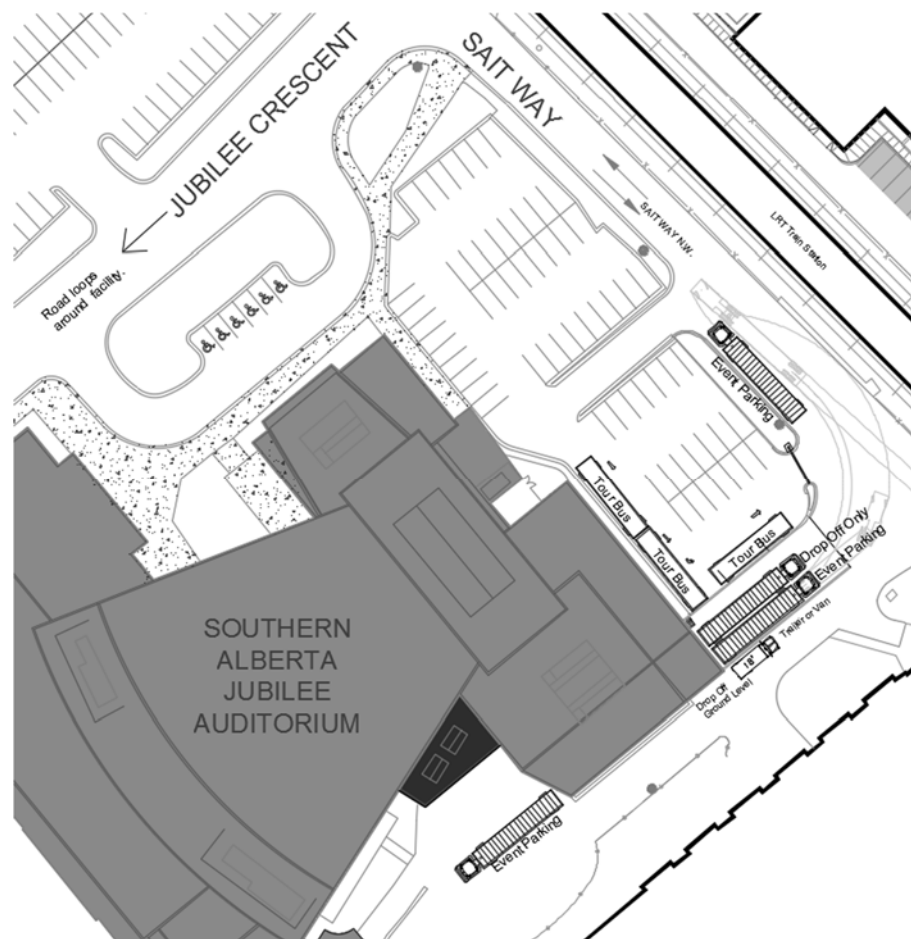 SAIT WAY
JUBILEE CRESCENT
Road loops
around facility.
SAIT WAY N.W.
LRT Train Station
Event Parking
Tour Bus
Tour Bus
Tour Bus
Drop Off Only
Event Parking
Trailer or Van
18'
Drop Off
Ground Level
SOUTHERN
ALBERTA
JUBILEE
AUDITORIUM
Event Parking